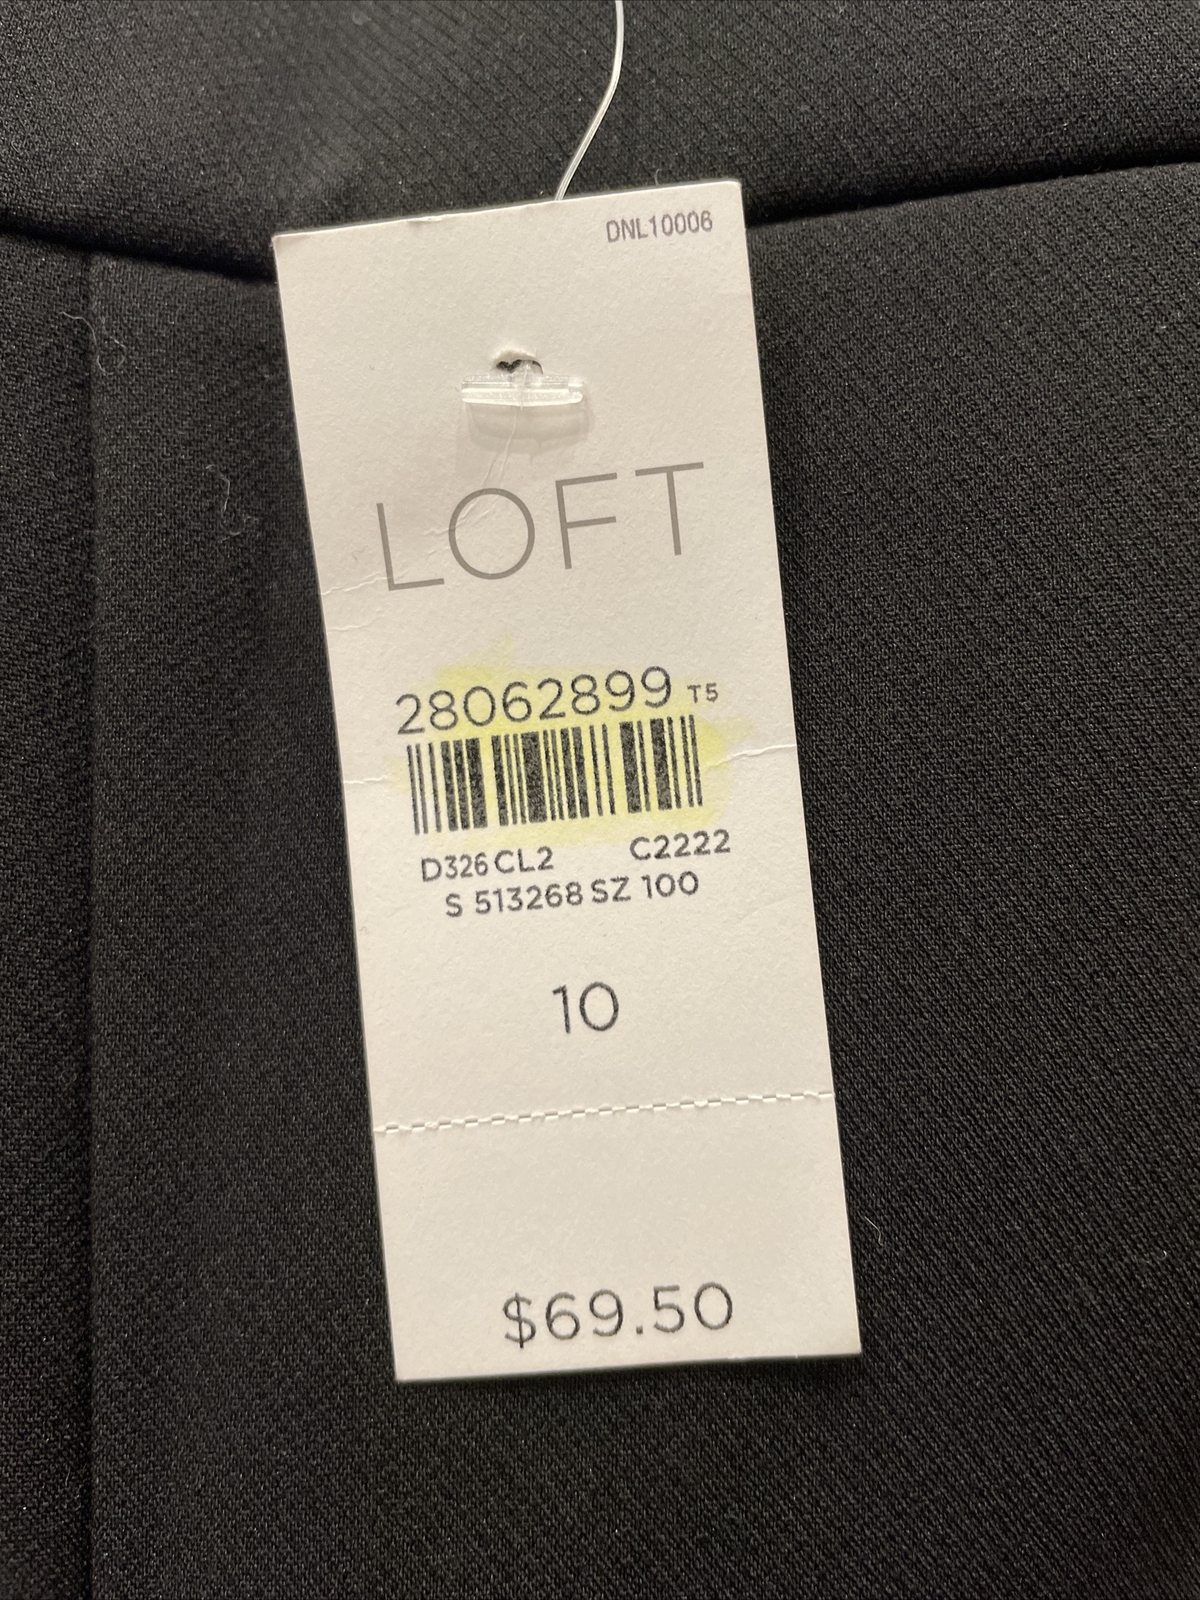 DNL10006
LOFT
28062899 T5
D326 CL2 C2222
S 513268 SZ 100
10
$69.50